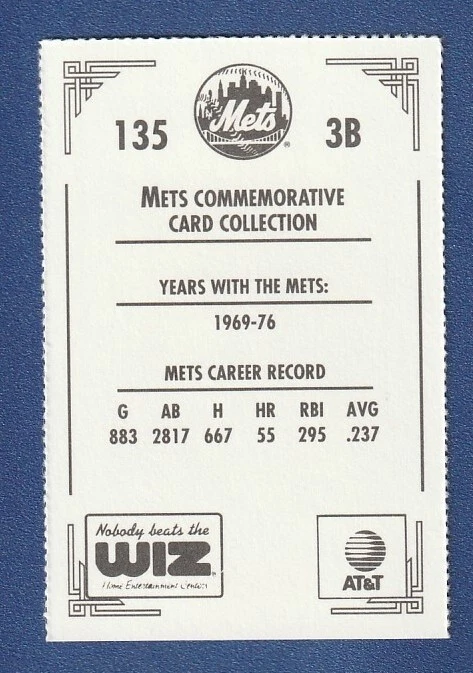 Mets
®
135 3B
METS COMMEMORATIVE
CARD COLLECTION
YEARS WITH THE METS:
1969-76
METS CAREER RECORD
G AB H HR RBI AVG
883 2817 667 55 295 .237
Nobody beats the
WIZ
Home Entertainment Centers
AT&T